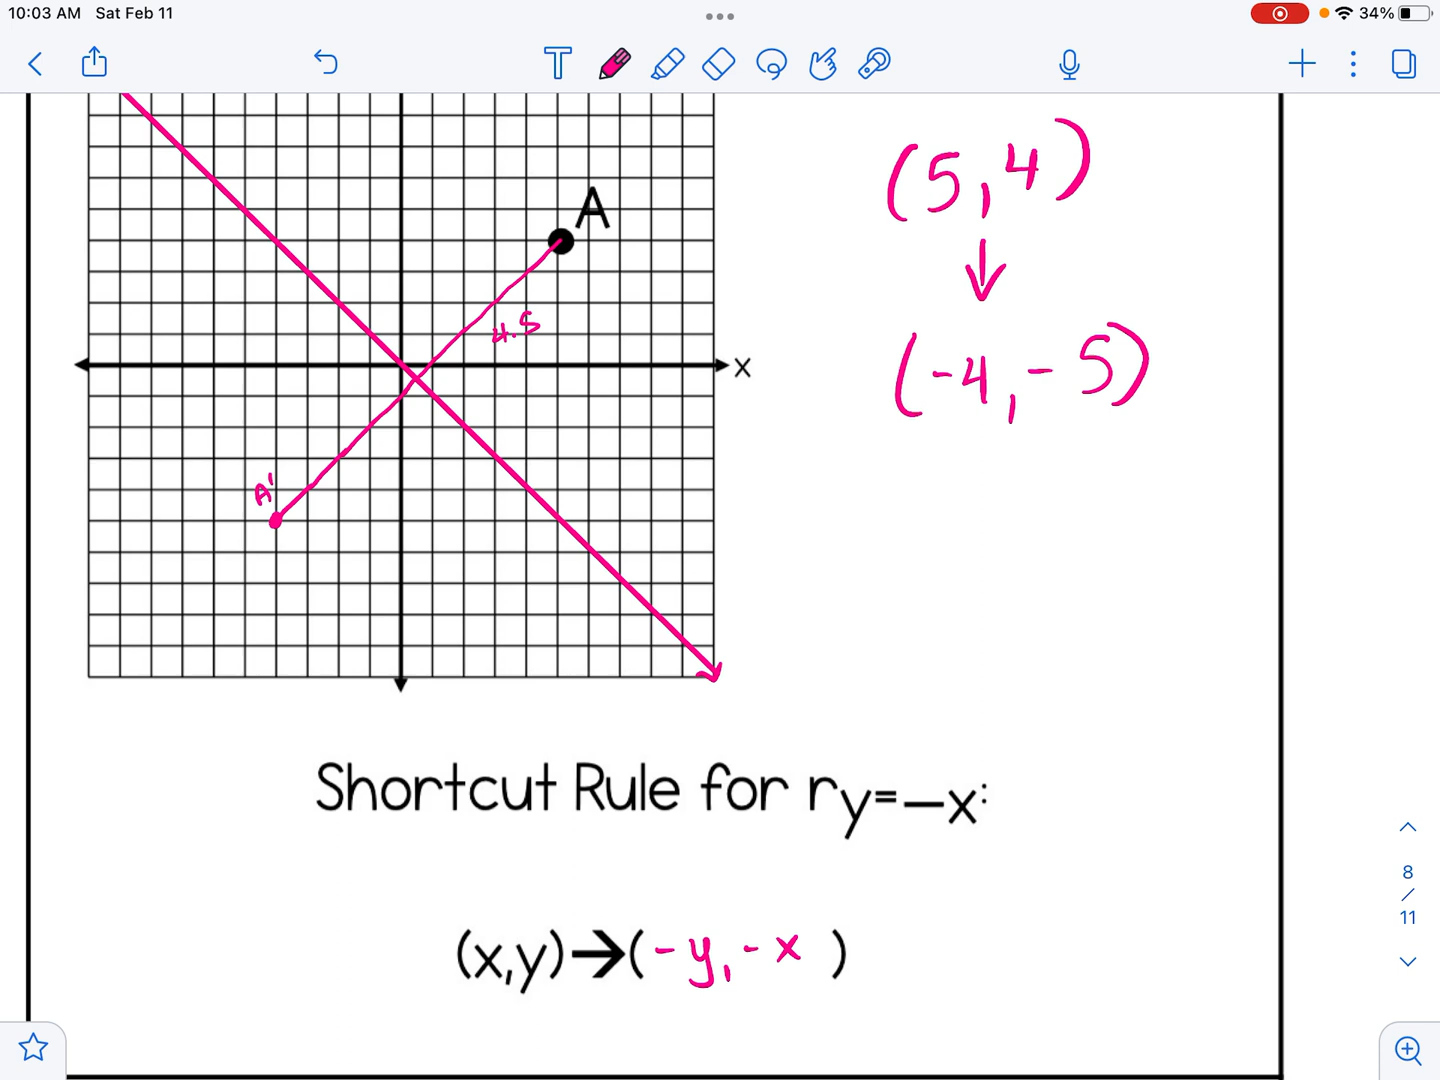 10:03 AM Sat Feb 11
34%
T
(5,4)
A
4.5
x
(-4,-5)
A'
Shortcut Rule for ry=-x:
8
/
11
(x,y)→(-y,-x )